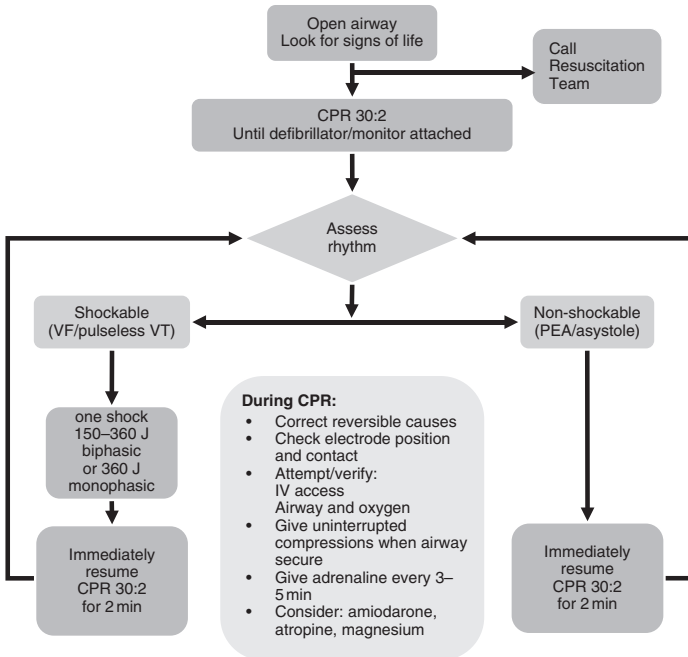 Open airway
Look for signs of life
Call
Resuscitation
Team
CPR 30:2
Until defibrillator/monitor attached
Assess
rhythm
Shockable
(VF/pulseless VT)
Non-shockable
(PEA/asystole)
one shock
150–360 J
biphasic
or 360 J
monophasic
Immediately
resume
CPR 30:2
for 2 min
During CPR:
• Correct reversible causes
• Check electrode position
and contact
• Attempt/verify:
IV access
Airway and oxygen
• Give uninterrupted
compressions when airway
secure
• Give adrenaline every 3–
5 min
• Consider: amiodarone,
atropine, magnesium
Immediately
resume
CPR 30:2
for 2 min